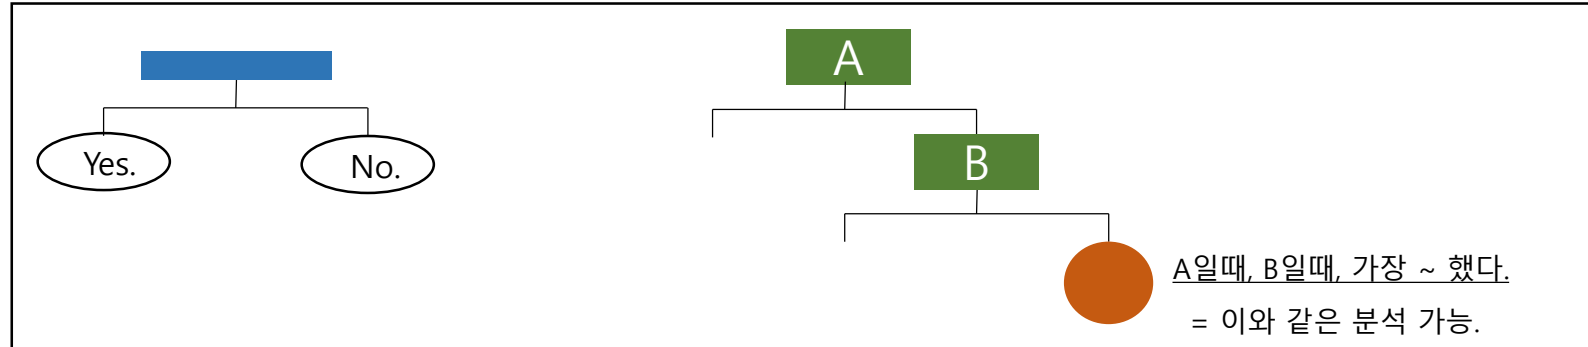 A
Yes.
No.
B
A일때, B일때, 가장 ~ 했다.
= 이와 같은 분석 가능.